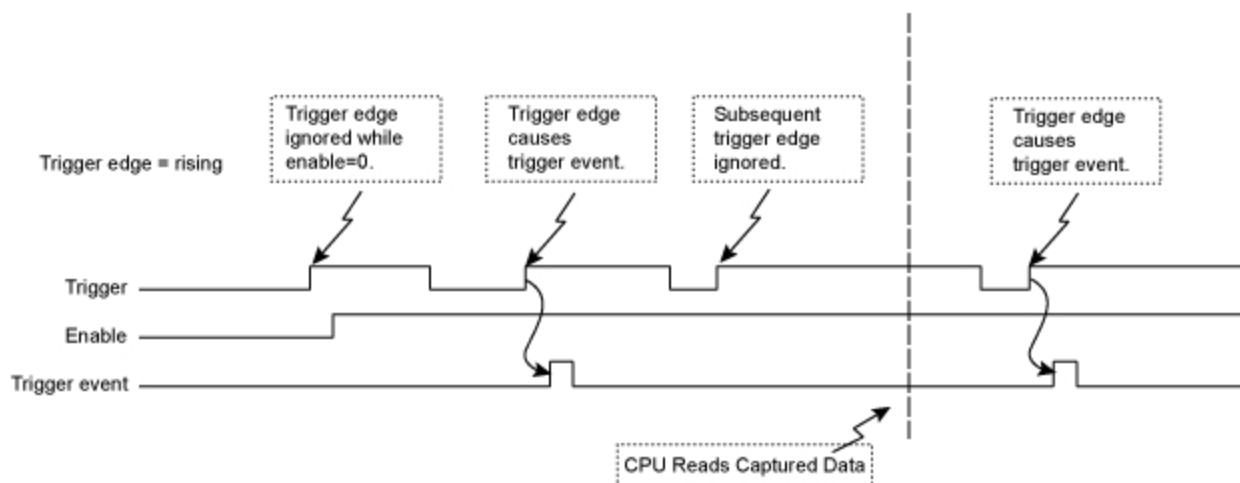 Trigger edge
ignored while
enable=0.
Trigger edge
causes
trigger event.
Subsequent
trigger edge
ignored.
Trigger edge
causes
trigger event.
Trigger edge = rising
Trigger
Enable
Trigger event
CPU Reads Captured Data